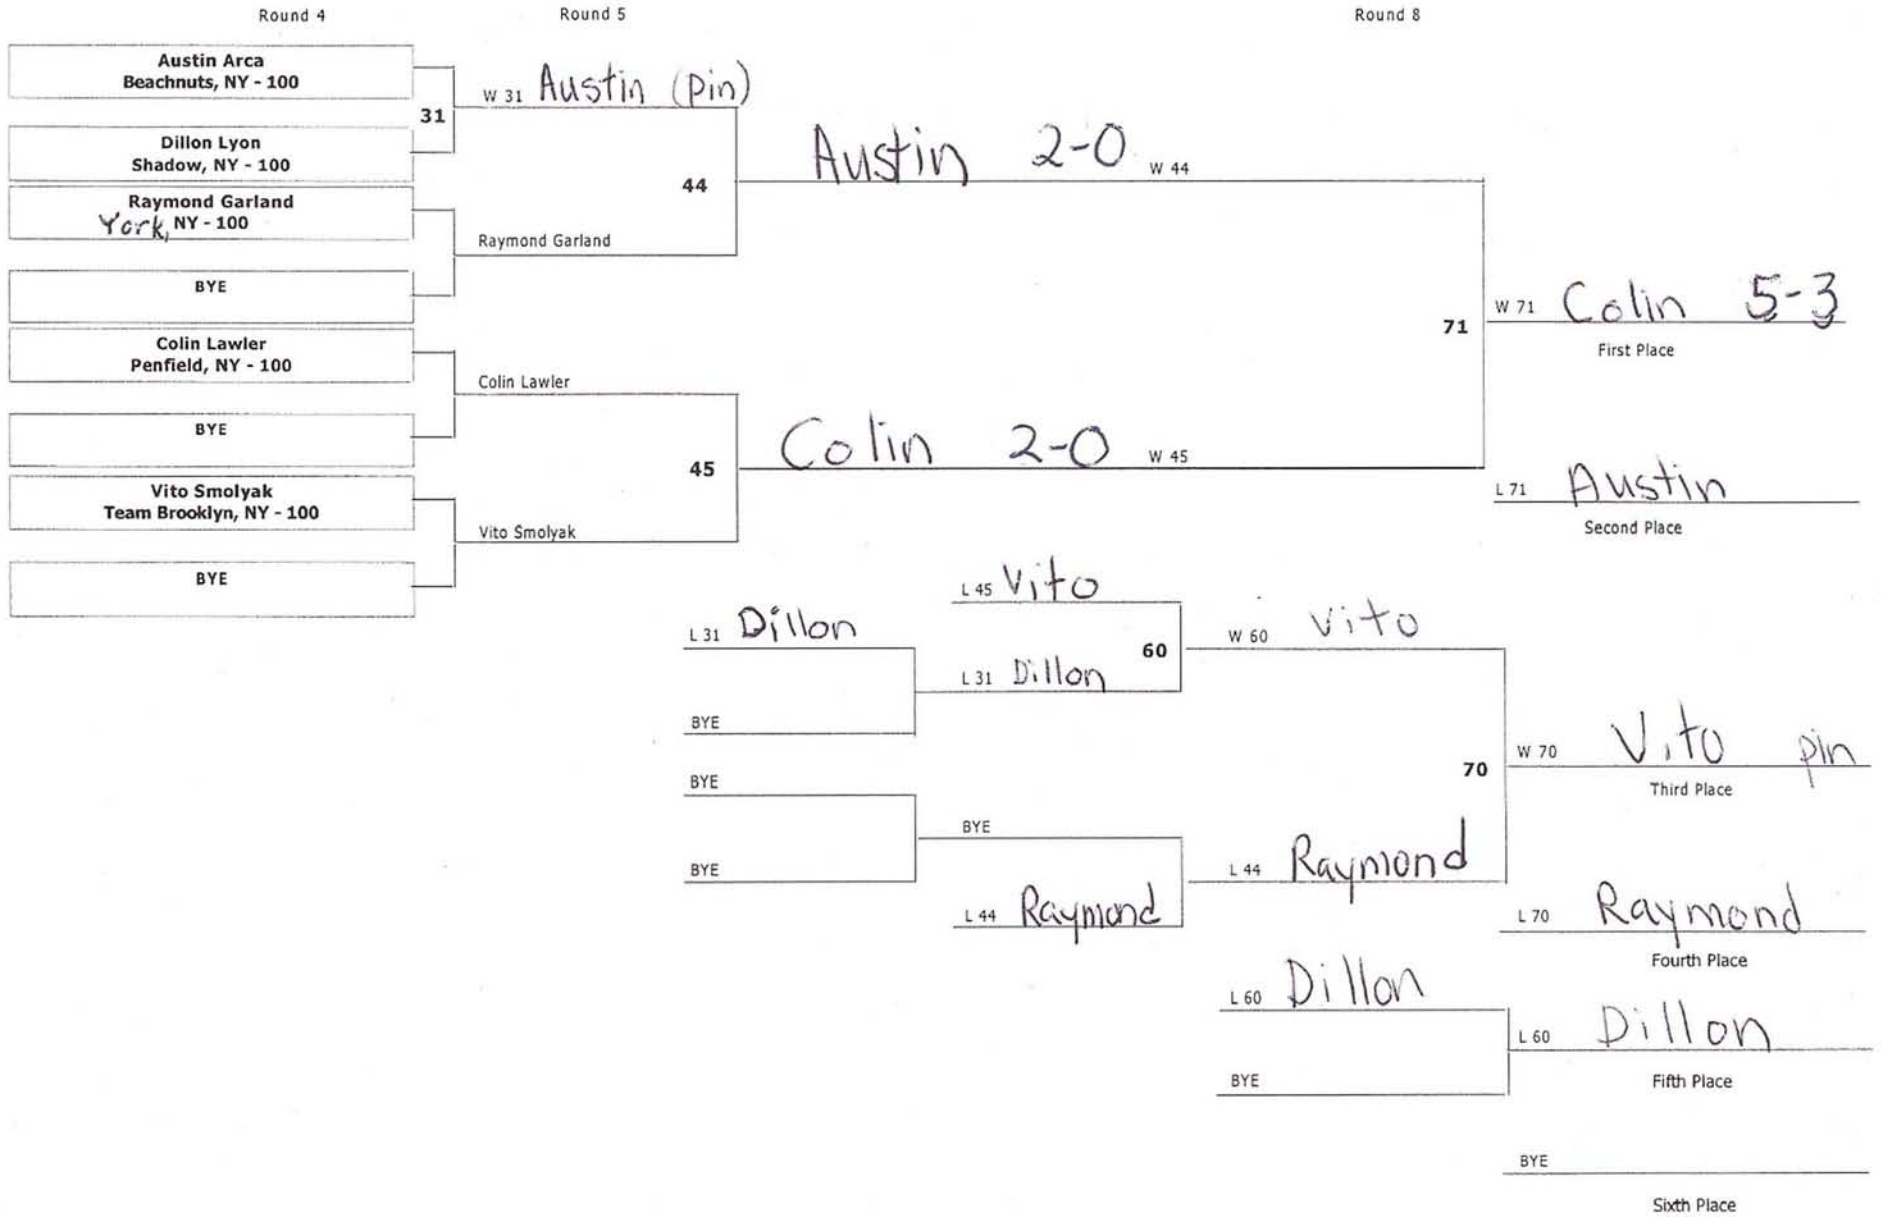 Round 4
Round 5
Round 8
Austin Arca
Beachnuts, NY - 100
31
Dillon Lyon
Shadow, NY - 100
W 31 Austin (pin)
Raymond Garland
York, NY - 100
Raymond Garland
BYE
44
Austin 2-0 W 44
Colin Lawler
Penfield, NY - 100
Colin Lawler
BYE
45
Colin 2-0 W 45
Vito Smolyak
Team Brooklyn, NY - 100
Vito Smolyak
BYE
71
W 71 Colin 5-3
First Place
L 71 Austin
Second Place
L 45 Vito
L 31 Dillon
60
W 60 Vito
L 31 Dillon
BYE
BYE
70
W 70 Vito pin
Third Place
BYE
BYE
L 44 Raymond
L 44 Raymond
L 70 Raymond
Fourth Place
L 60 Dillon
L 60 Dillon
BYE
Fifth Place
BYE
Sixth Place